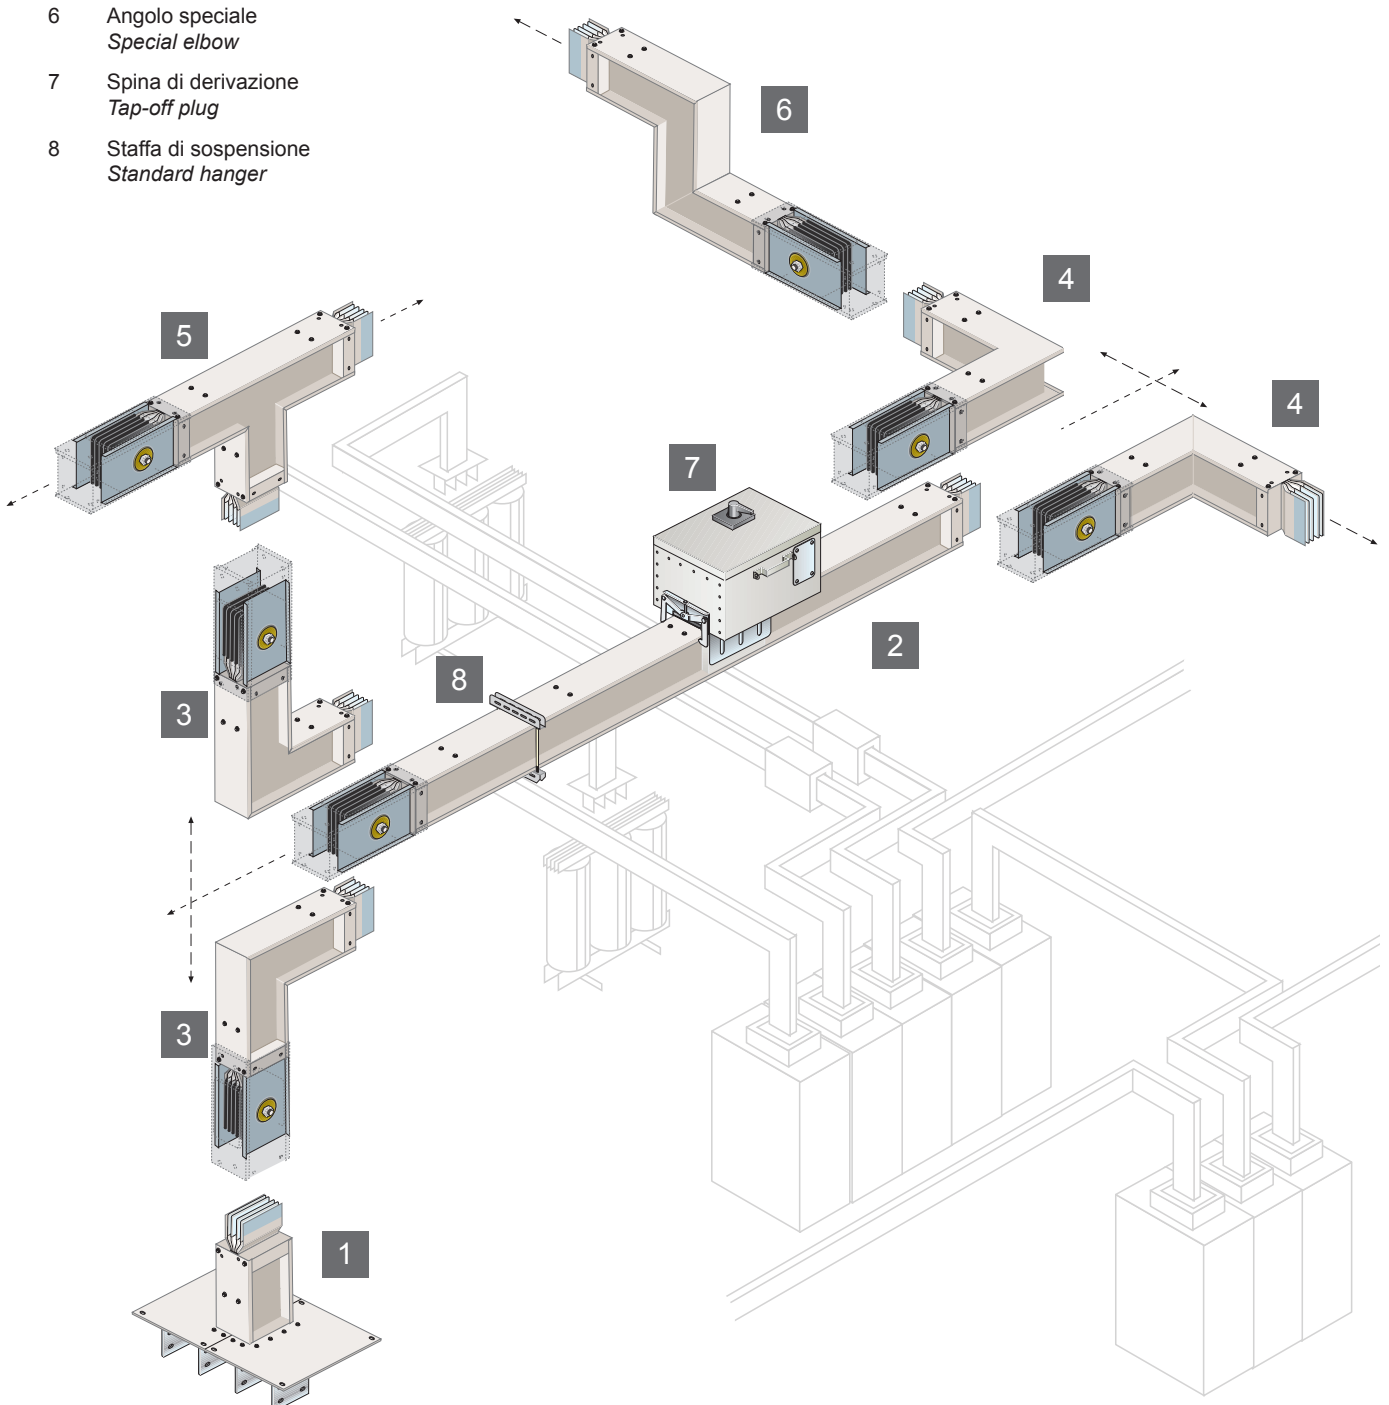 6 Angolo speciale
Special elbow
7 Spina di derivazione
Tap-off plug
8 Staffa di sospensione
Standard hanger
6
4
5
4
7
2
8
3
3
1